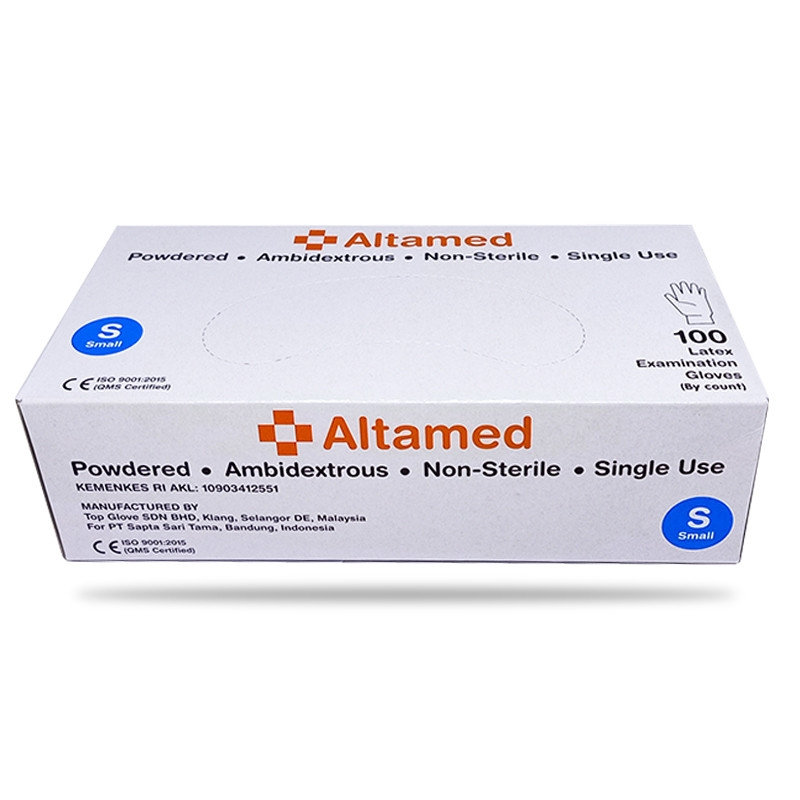 Altamed
Powdered • Ambidextrous • Non-Sterile • Single Use
S
Small
100
Latex
Examination
Gloves
(By count)
CE ISO 9001:2015
(QMS Certified)
Altamed
Powdered • Ambidextrous • Non-Sterile • Single Use
KEMENKES RI AKL: 10903412551
MANUFACTURED BY
Top Glove SDN BHD, Klang, Selangor DE, Malaysia
For PT Sapta Sari Tama, Bandung, Indonesia
CE ISO 9001:2015
(QMS Certified)
S
Small